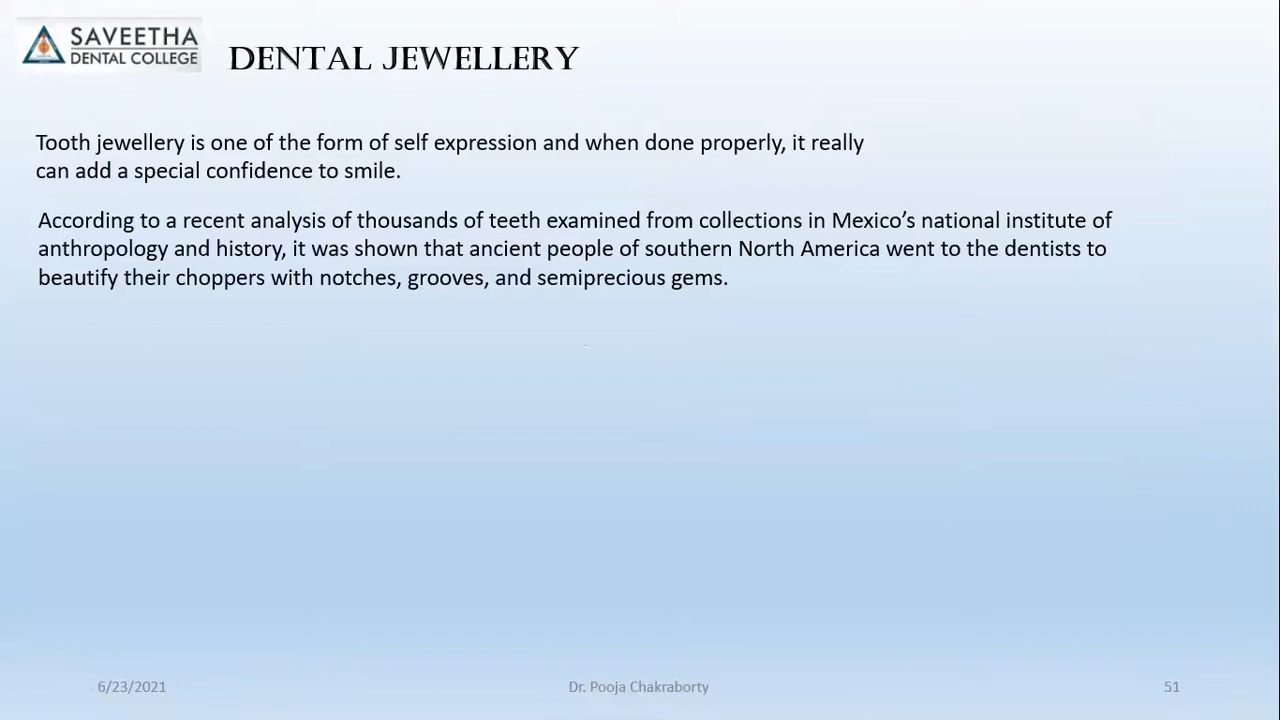 SAVEETHA
DENTAL COLLEGE
DENTAL JEWELLERY
Tooth jewellery is one of the form of self expression and when done properly, it really
can add a special confidence to smile.
According to a recent analysis of thousands of teeth examined from collections in Mexico’s national institute of
anthropology and history, it was shown that ancient people of southern North America went to the dentists to
beautify their choppers with notches, grooves, and semiprecious gems.
6/23/2021
Dr. Pooja Chakraborty
51